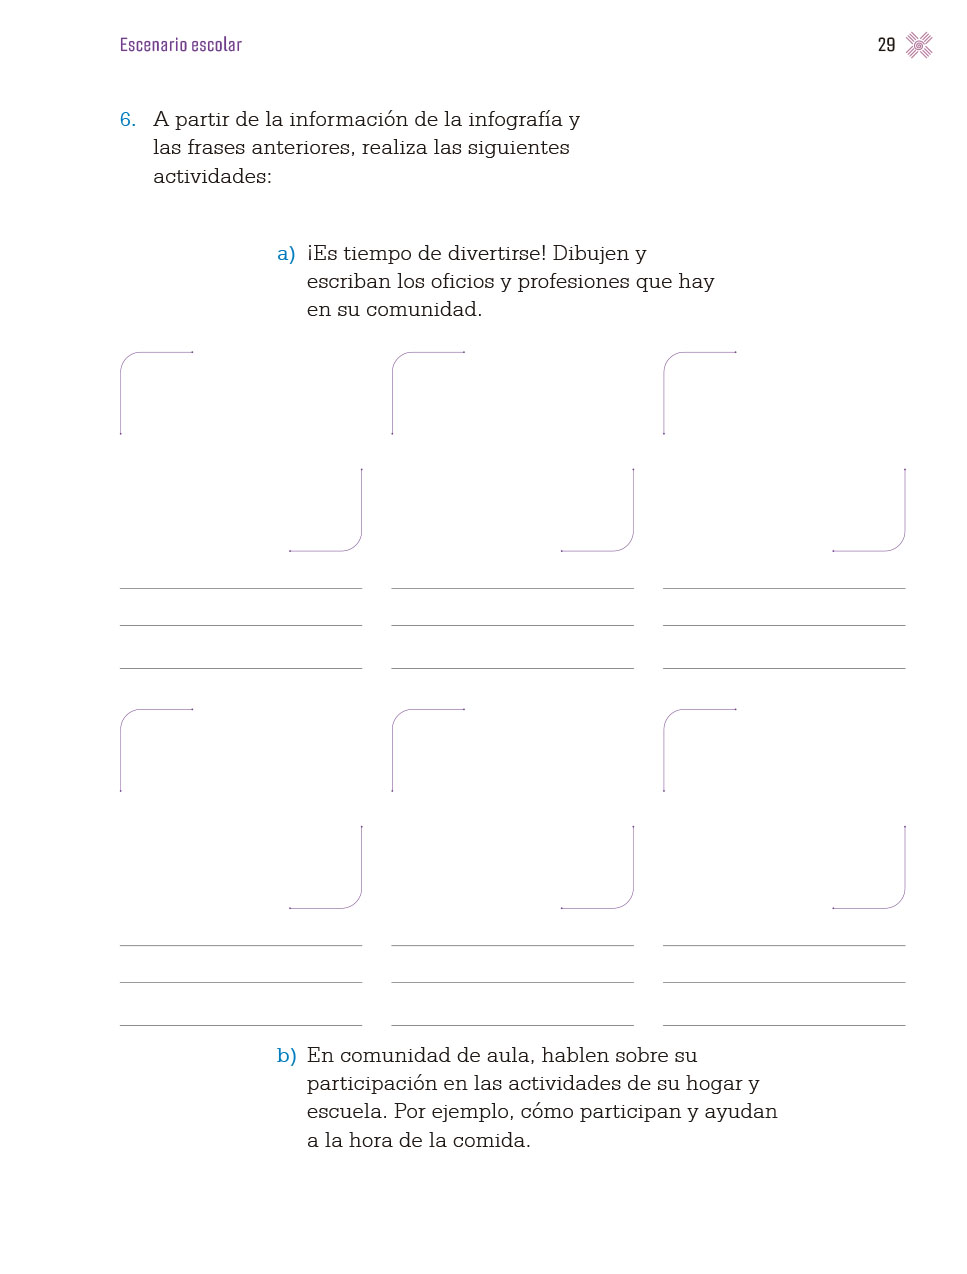 Escenario escolar
29
6. A partir de la información de la infografía y
las frases anteriores, realiza las siguientes
actividades:
a) ¡Es tiempo de divertirse! Dibujen y
escriban los oficios y profesiones que hay
en su comunidad.
b) En comunidad de aula, hablen sobre su
participación en las actividades de su hogar y
escuela. Por ejemplo, cómo participan y ayudan
a la hora de la comida.